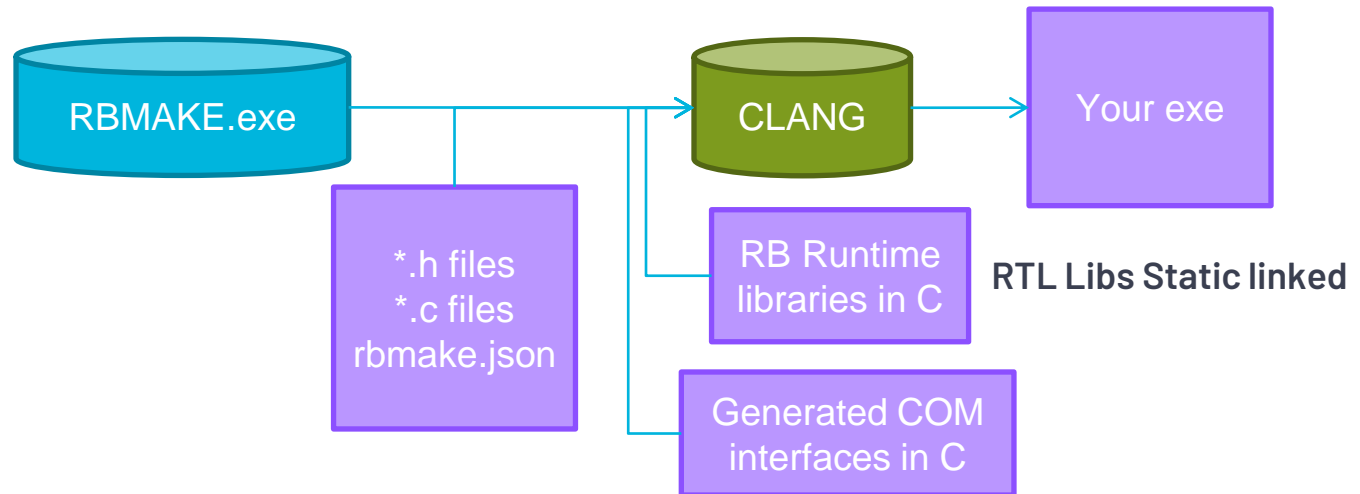 RBMAKE.exe
CLANG
Your exe
*.h files
*.c files
rbmake.json
RB Runtime
libraries in C
RTL Libs Static linked
Generated COM
interfaces in C